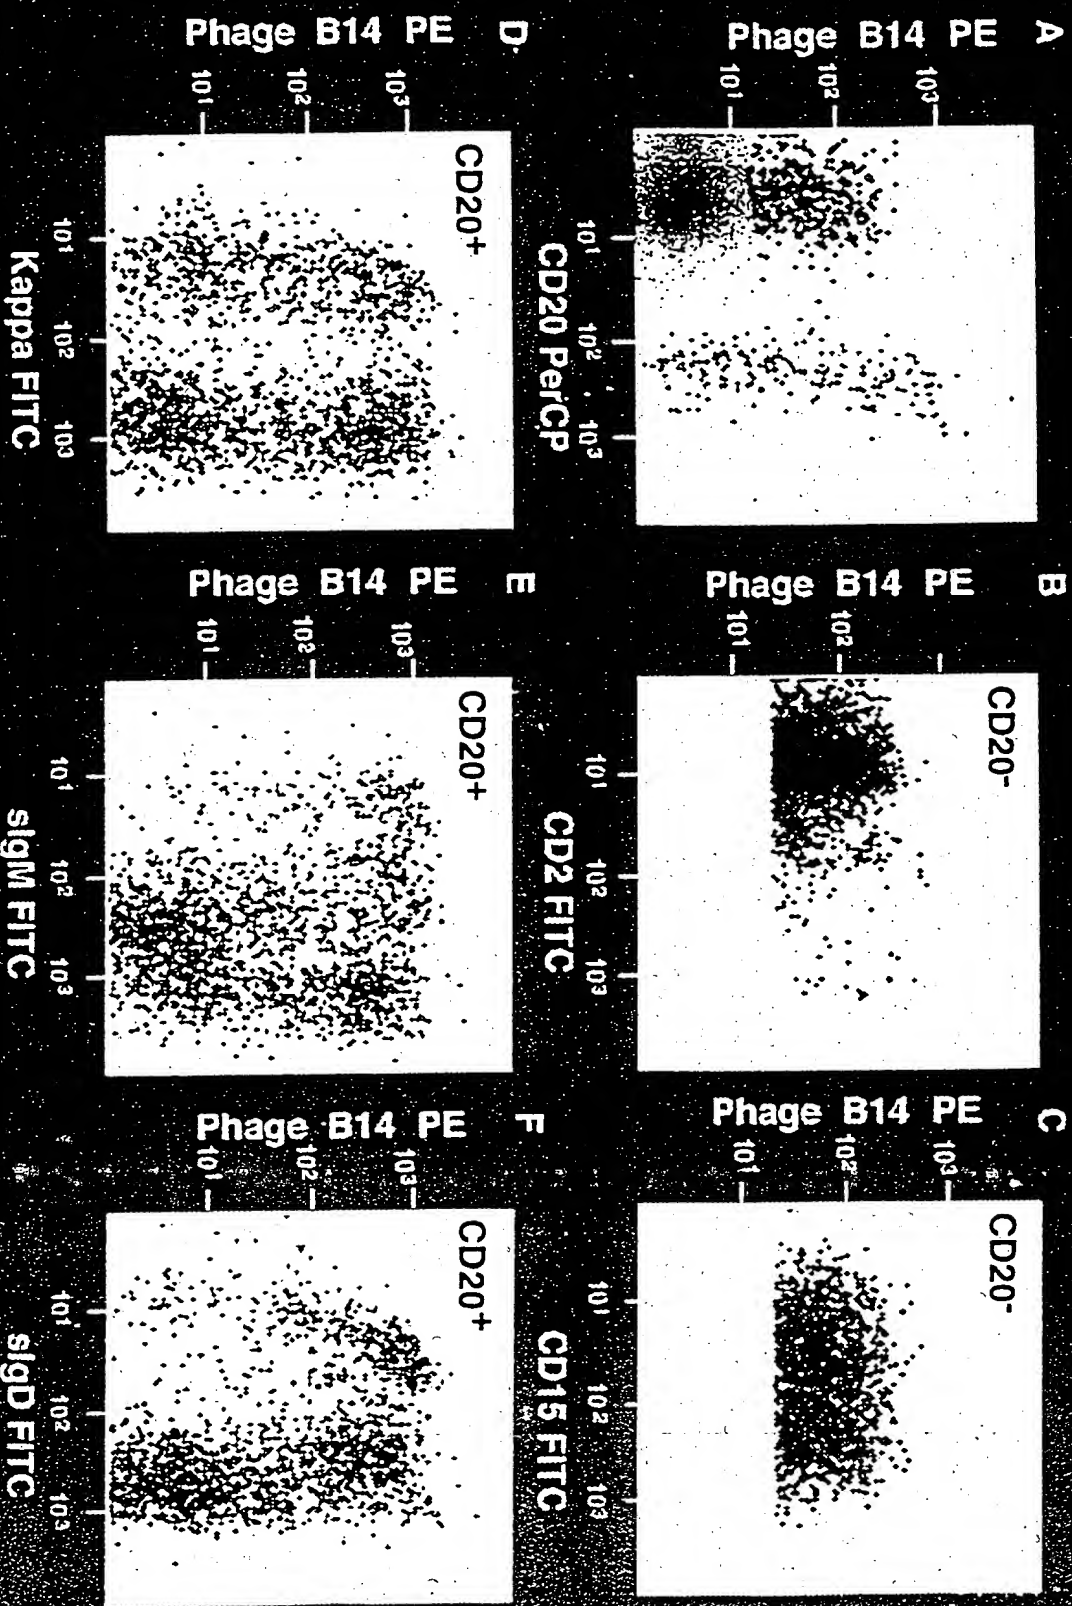 A
Phage B14 PE
10³
10²
10¹
10¹
10²
10³
CD20 PerCP
B
Phage B14 PE
CD20-
10²
10¹
10¹
10²
10³
CD2 FITC
C
Phage B14 PE
CD20-
10³
10²
10¹
10¹
10²
10³
CD15 FITC
D
Phage B14 PE
CD20+
10³
10²
10¹
10¹
10²
10³
Kappa FITC
E
Phage B14 PE
CD20+
10³
10²
10¹
10¹
10²
10³
sIgM FITC
F
Phage B14 PE
CD20+
10³
10²
10¹
10¹
10²
10³
sIgD FITC